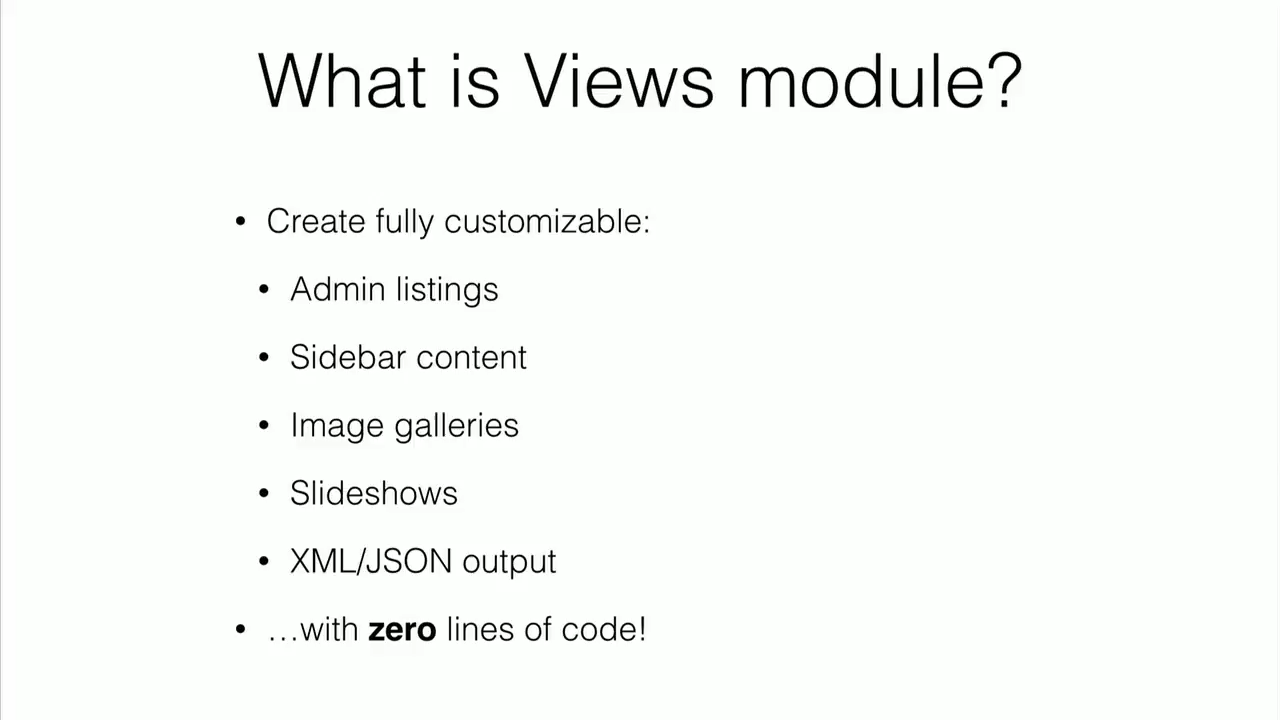 What is Views module?
• Create fully customizable:
• Admin listings
• Sidebar content
• Image galleries
• Slideshows
• XML/JSON output
• …with zero lines of code!